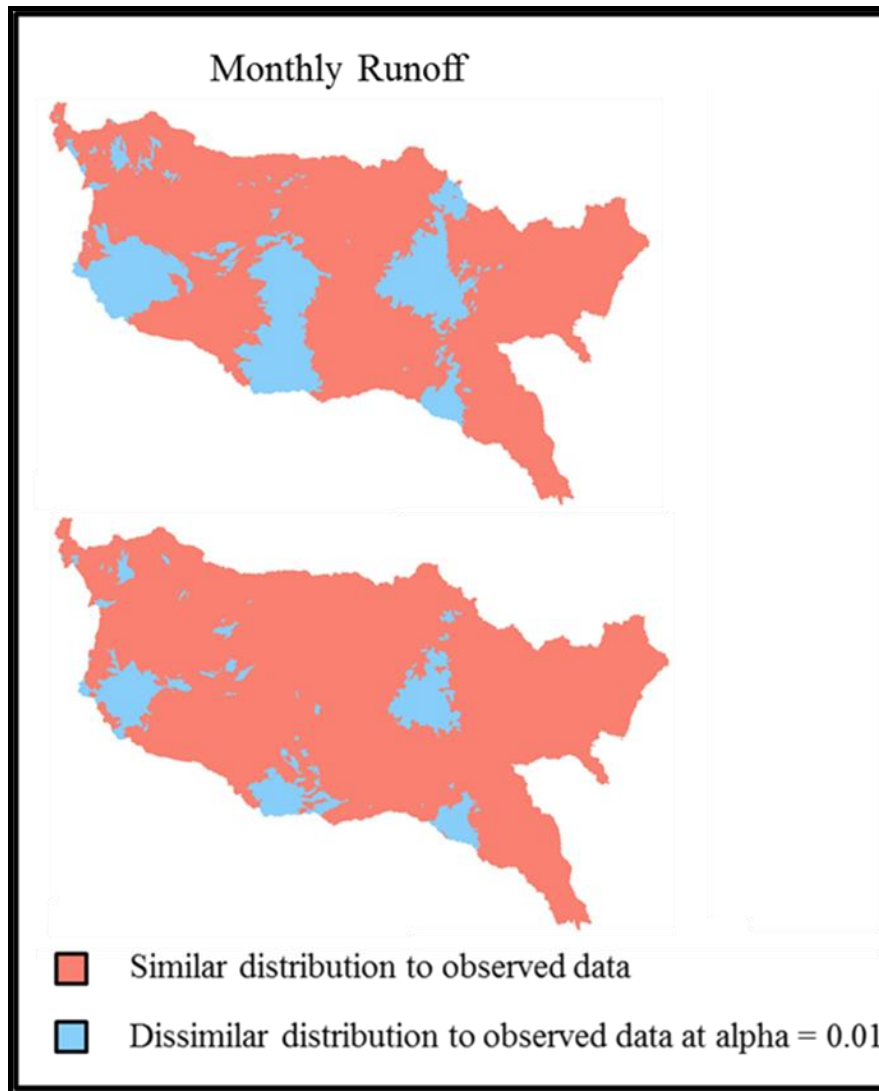 Monthly Runoff
Similar distribution to observed data
Dissimilar distribution to observed data at alpha = 0.01